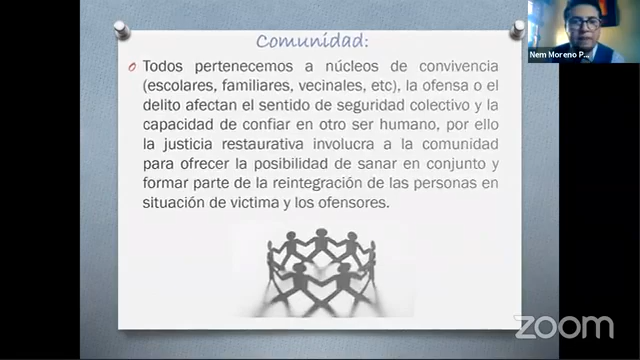 Comunidad:
Todos pertenecemos a núcleos de convivencia
(escolares, familiares, vecinales, etc), la ofensa o el
delito afectan el sentido de seguridad colectivo y la
capacidad de confiar en otro ser humano, por ello
la justicia restaurativa involucra a la comunidad
para ofrecer la posibilidad de sanar en conjunto y
formar parte de la reintegración de las personas en
situación de victima y los ofensores.
Nem Moreno P...
zoom